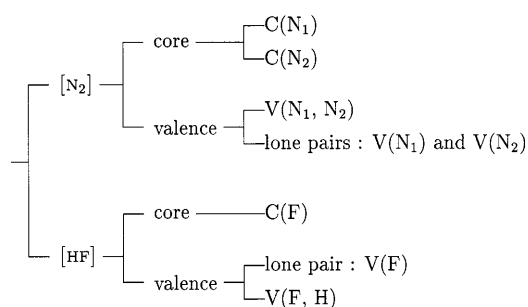 core
C(N₁)
C(N₂)
[N₂]
valence
V(N₁, N₂)
lone pairs : V(N₁) and V(N₂)
core
C(F)
[HF]
valence
lone pair : V(F)
V(F, H)